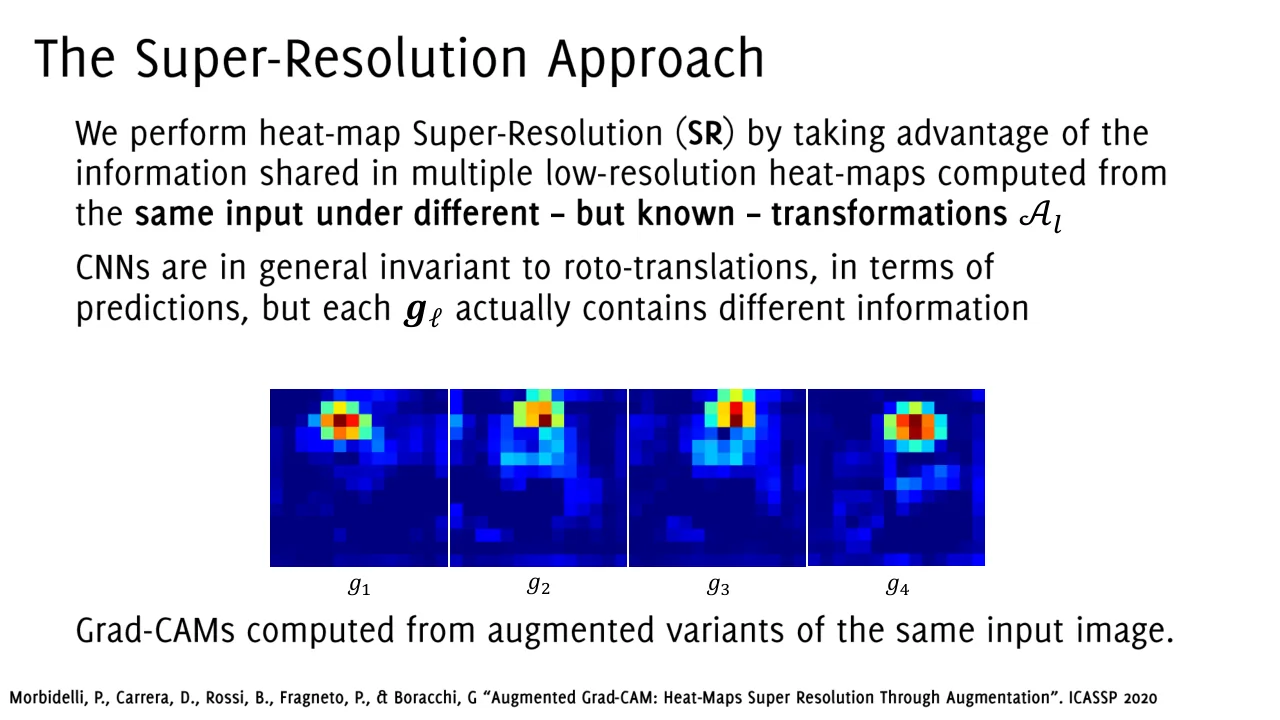 The Super-Resolution Approach
We perform heat-map Super-Resolution (SR) by taking advantage of the
information shared in multiple low-resolution heat-maps computed from
the same input under different – but known – transformations 𝒜ₗ
CNNs are in general invariant to roto-translations, in terms of
predictions, but each g_ℓ actually contains different information
g₁ g₂ g₃ g₄
Grad-CAMs computed from augmented variants of the same input image.
Morbidelli, P., Carrera, D., Rossi, B., Fragneto, P., & Boracchi, G “Augmented Grad-CAM: Heat-Maps Super Resolution Through Augmentation”. ICASSP 2020